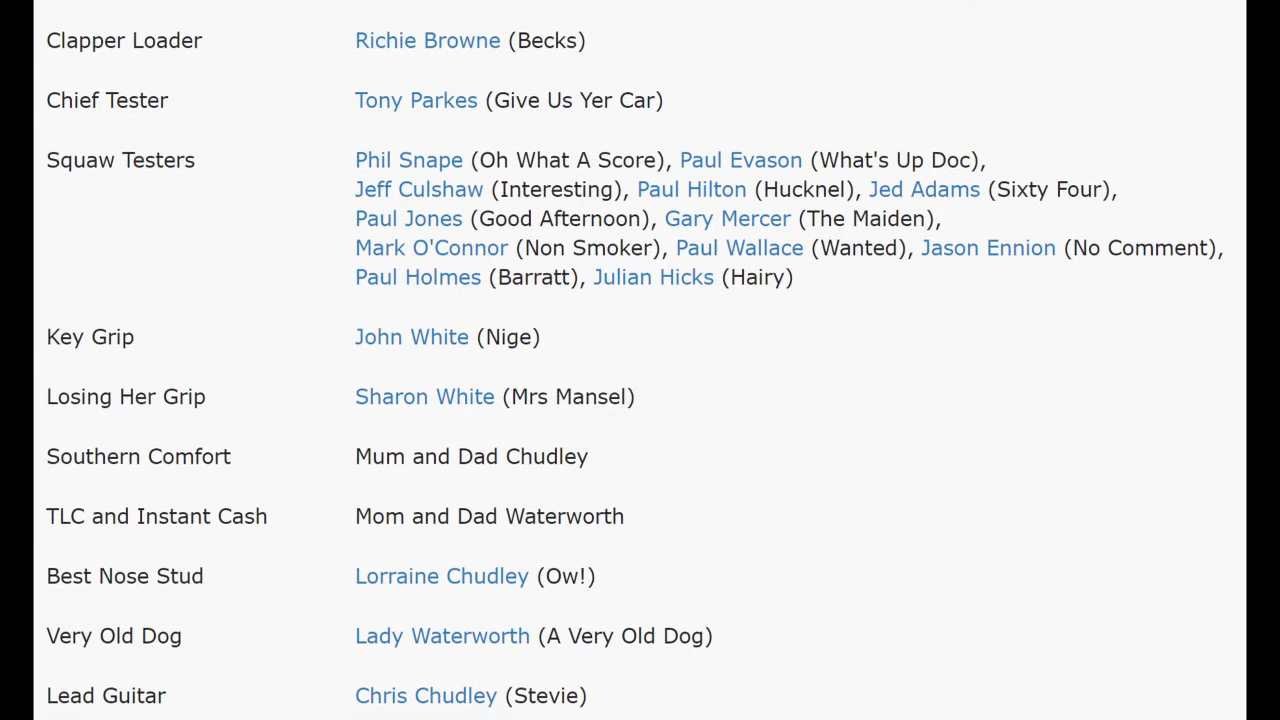 Clapper Loader Richie Browne (Becks)
Chief Tester Tony Parkes (Give Us Yer Car)
Squaw Testers Phil Snape (Oh What A Score), Paul Evason (What's Up Doc),
Jeff Culshaw (Interesting), Paul Hilton (Hucknel), Jed Adams (Sixty Four),
Paul Jones (Good Afternoon), Gary Mercer (The Maiden),
Mark O'Connor (Non Smoker), Paul Wallace (Wanted), Jason Ennion (No Comment),
Paul Holmes (Barratt), Julian Hicks (Hairy)
Key Grip John White (Nige)
Losing Her Grip Sharon White (Mrs Mansel)
Southern Comfort Mum and Dad Chudley
TLC and Instant Cash Mom and Dad Waterworth
Best Nose Stud Lorraine Chudley (Ow!)
Very Old Dog Lady Waterworth (A Very Old Dog)
Lead Guitar Chris Chudley (Stevie)